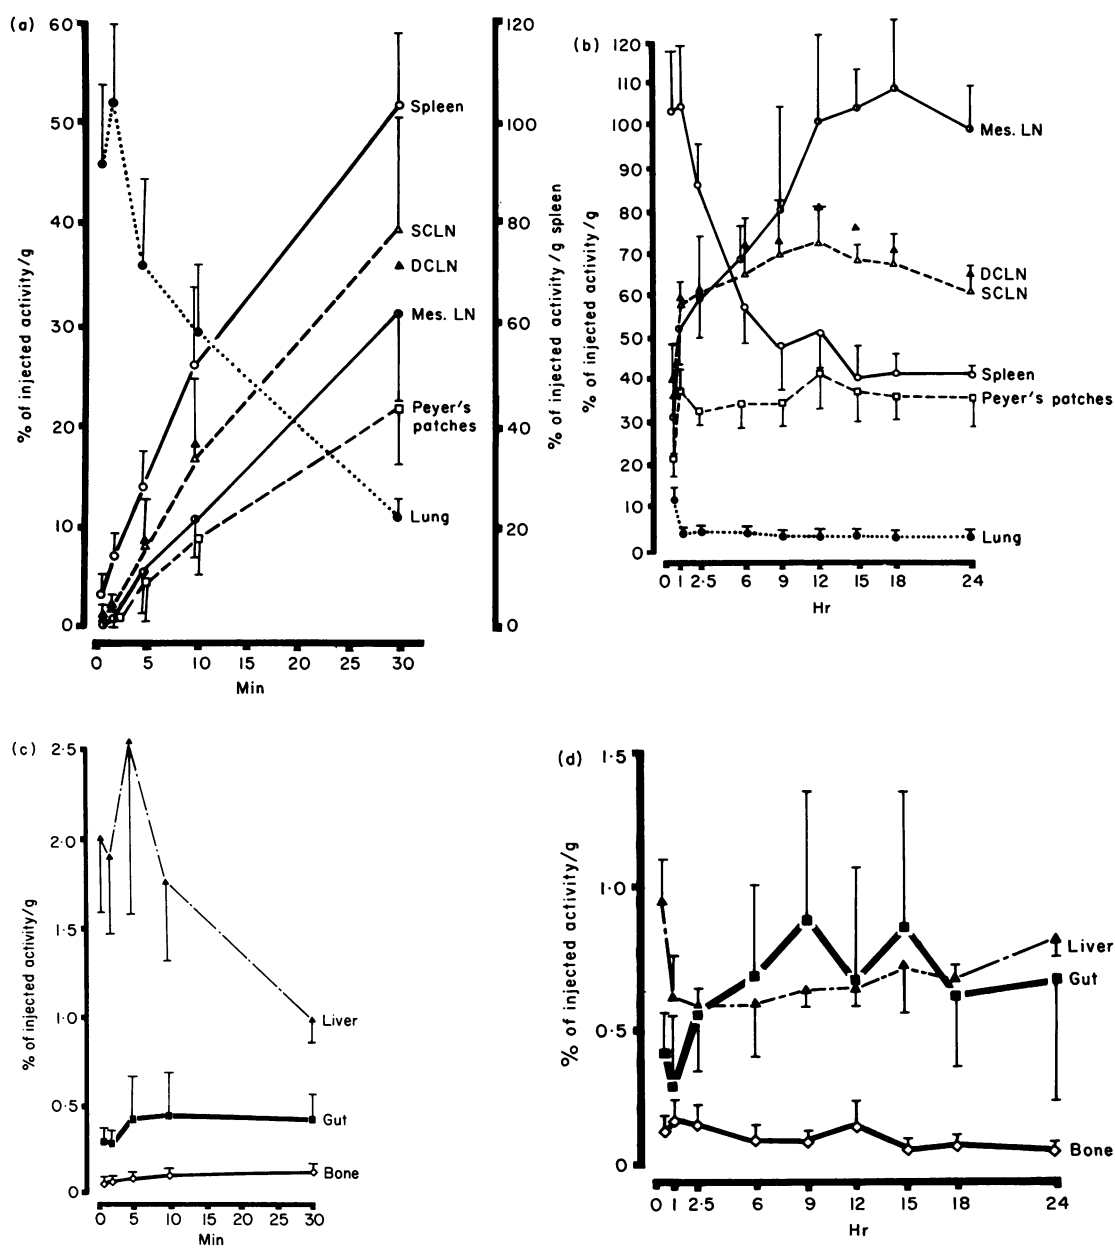 (a)
60
50
40
30
20
10
0
% of injected activity/g
120
100
80
60
40
20
0
% of injected activity/g spleen
Spleen
SCLN
DCLN
Mes. LN
Peyer's
patches
Lung
0 5 10 15 20 25 30
Min
(b)
120
110
100
90
80
70
60
50
40
30
20
10
0
% of injected activity/g
Mes. LN
DCLN
SCLN
Spleen
Peyer's patches
Lung
0 1 2·5 6 9 12 15 18 24
Hr
(c)
2·5
2·0
1·5
1·0
0·5
0
% of injected activity/g
Liver
Gut
Bone
0 5 10 15 20 25 30
Min
(d)
1·5
1·0
0·5
0
% of injected activity/g
Liver
Gut
Bone
0 1 2·5 6 9 12 15 18 24
Hr